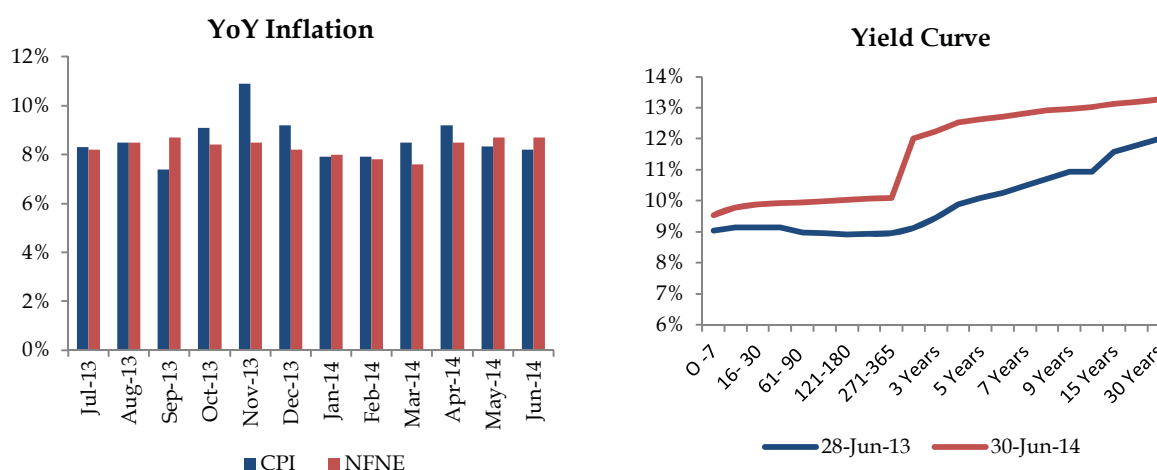 YoY Inflation
12%
10%
8%
6%
4%
2%
0%
Jul-13
Aug-13
Sep-13
Oct-13
Nov-13
Dec-13
Jan-14
Feb-14
Mar-14
Apr-14
May-14
Jun-14
CPI NFNE
Yield Curve
14%
13%
12%
11%
10%
9%
8%
7%
6%
O -7
16- 30
61- 90
121-180
271-365
3 Years
5 Years
7 Years
9 Years
15 Years
30 Years
28-Jun-13 30-Jun-14